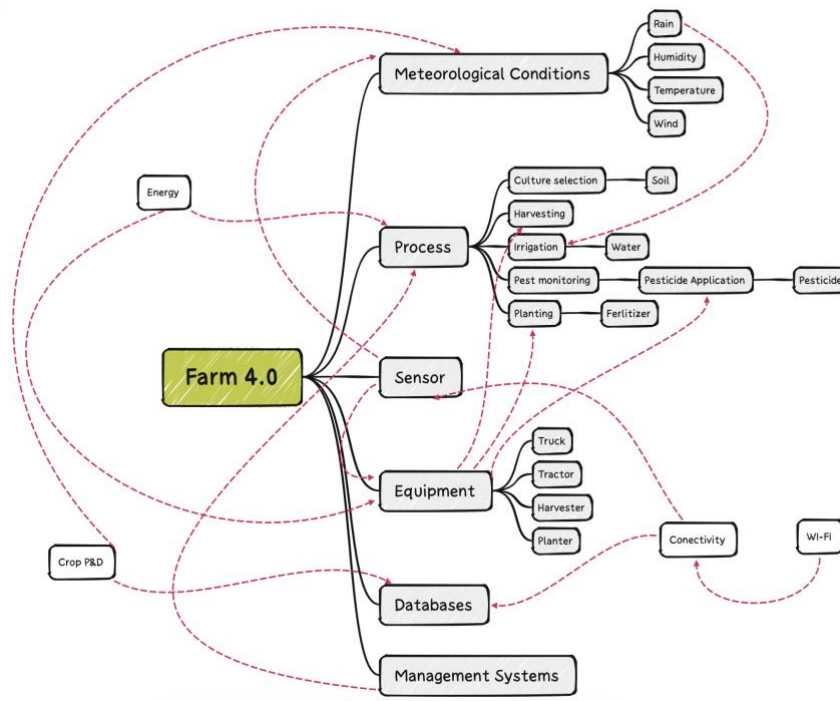 Rain
Meteorological Conditions
Humidity
Temperature
Wind
Energy
Culture selection
Soil
Harvesting
Process
Irrigation
Water
Pest monitoring
Pesticide Application
Pesticide
Planting
Ferlitizer
Farm 4.0
Sensor
Truck
Tractor
Equipment
Harvester
Planter
Conectivity
WI-FI
Crop P&D
Databases
Management Systems